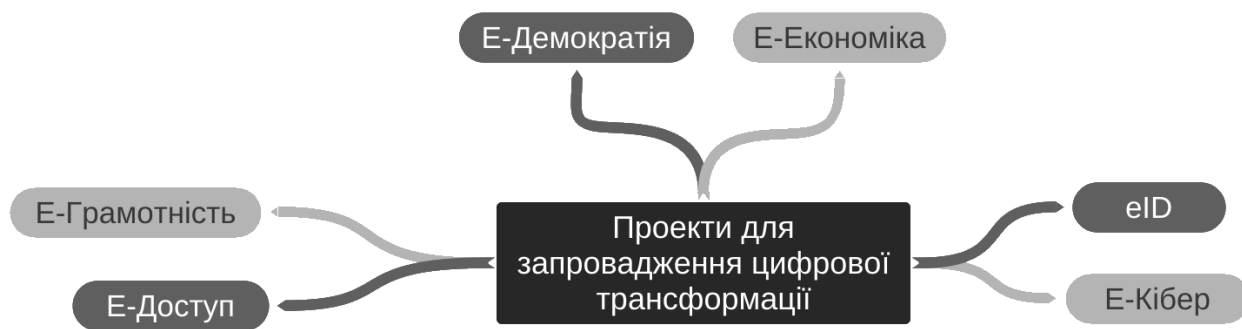 Е-Демократія
Е-Економіка
Е-Грамотність
Е-Доступ
Проекти для
запровадження цифрової
трансформації
eID
Е-Кібер